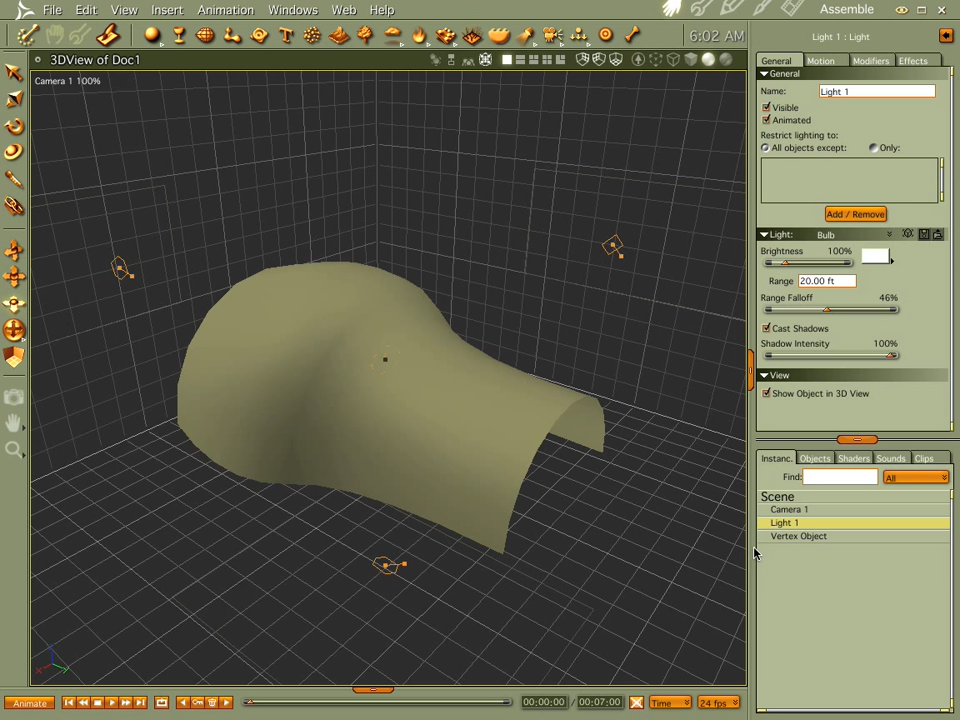 File Edit View Insert Animation Windows Web Help Assemble
6:02 AM
3DView of Doc1
Camera 1 100%
Light 1 : Light
General Motion Modifiers Effects
General
Name: Light 1
Visible
Animated
Restrict lighting to:
All objects except: Only:
Add / Remove
Light: Bulb
Brightness 100%
Range 20.00 ft
Range Falloff 46%
Cast Shadows
Shadow Intensity 100%
View
Show Object in 3D View
Instanc. Objects Shaders Sounds Clips
Find: All
Scene
Camera 1
Light 1
Vertex Object
Animate 00:00:00 / 00:07:00 Time 24 fps